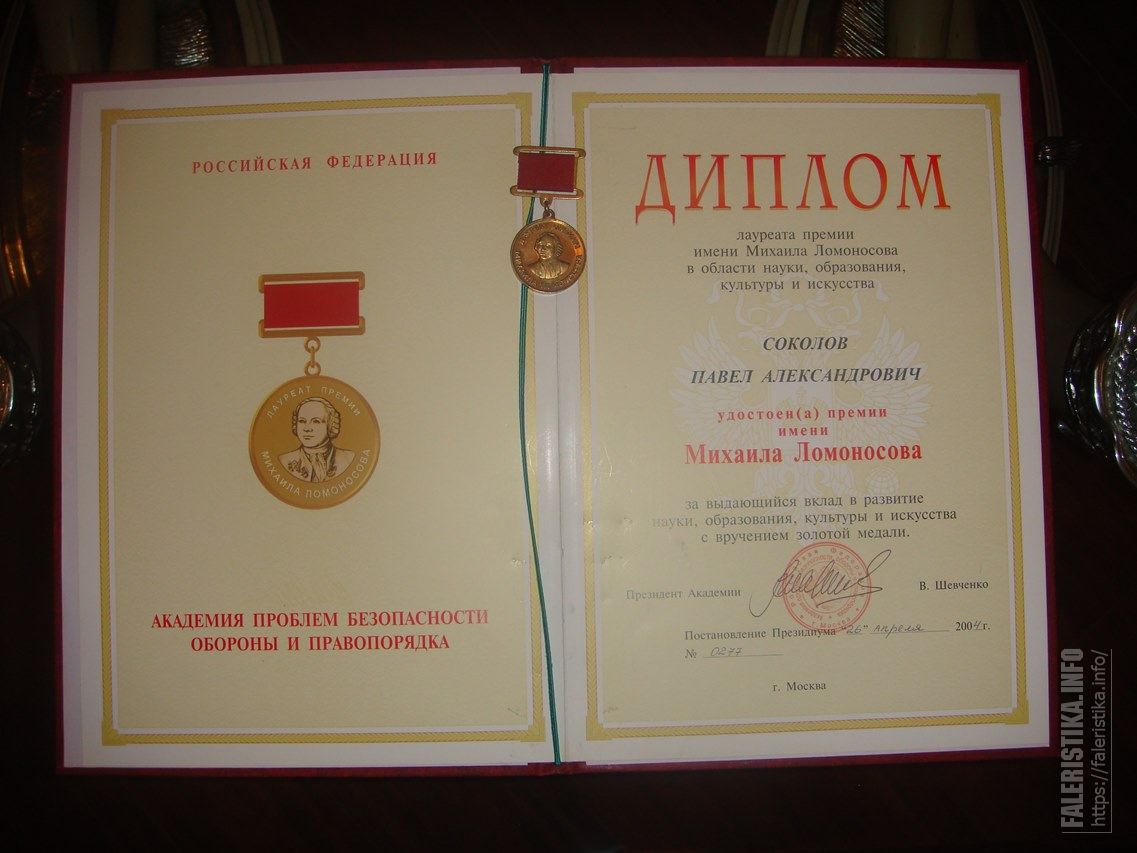 РОССИЙСКАЯ ФЕДЕРАЦИЯ
ЛАУРЕАТ ПРЕМИИ
МИХАИЛА ЛОМОНОСОВА
АКАДЕМИЯ ПРОБЛЕМ БЕЗОПАСНОСТИ
ОБОРОНЫ И ПРАВОПОРЯДКА
ДИПЛОМ
лауреата премии
имени Михаила Ломоносова
в области науки, образования,
культуры и искусства
СОКОЛОВ
ПАВЕЛ АЛЕКСАНДРОВИЧ
удостоен(а) премии
имени
Михаила Ломоносова
за выдающийся вклад в развитие
науки, образования, культуры и искусства
с вручением золотой медали.
Президент Академии В. Шевченко
Постановление Президиума "26" апреля 2004 г.
№ 0277
г. Москва
FALERISTIKA.INFO
https://faleristika.info/